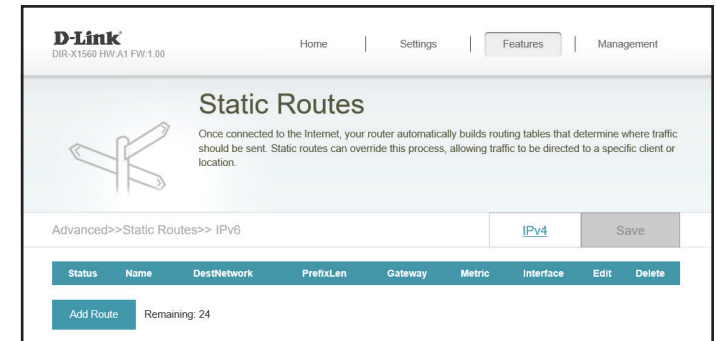 D-Link
DIR-X1560 HW:A1 FW:1.00
Home | Settings | Features | Management
Static Routes
Once connected to the Internet, your router automatically builds routing tables that determine where traffic
should be sent. Static routes can override this process, allowing traffic to be directed to a specific client or
location.
Advanced>>Static Routes>> IPv6
IPv4
Save
Status Name DestNetwork PrefixLen Gateway Metric Interface Edit Delete
Add Route Remaining: 24